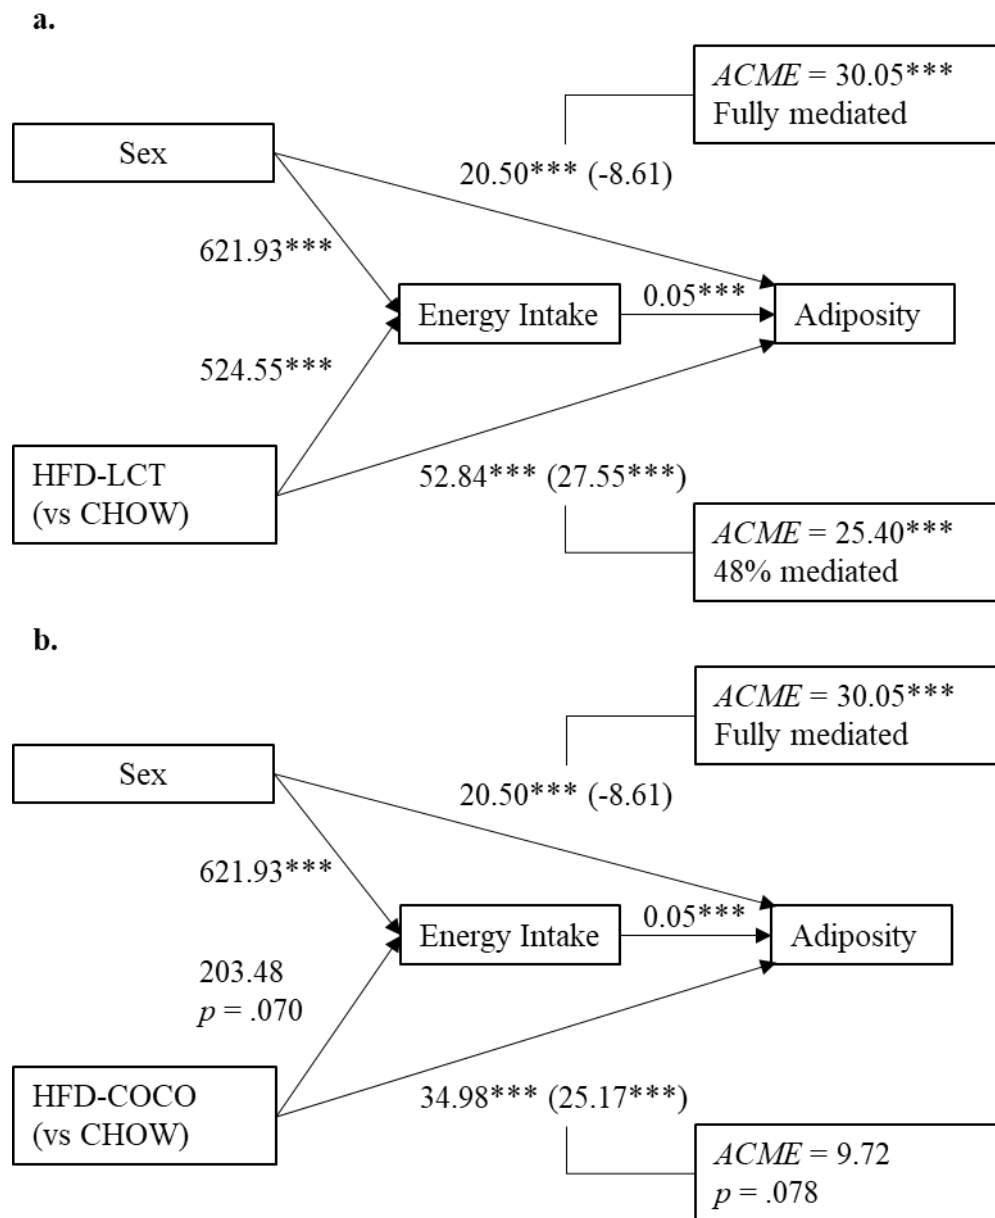 a.
ACME = 30.05***
Fully mediated
Sex
20.50*** (-8.61)
621.93***
Energy Intake
0.05***
Adiposity
524.55***
HFD-LCT
(vs CHOW)
52.84*** (27.55***)
ACME = 25.40***
48% mediated
b.
ACME = 30.05***
Fully mediated
Sex
20.50*** (-8.61)
621.93***
Energy Intake
0.05***
Adiposity
203.48
p = .070
HFD-COCO
(vs CHOW)
34.98*** (25.17***)
ACME = 9.72
p = .078